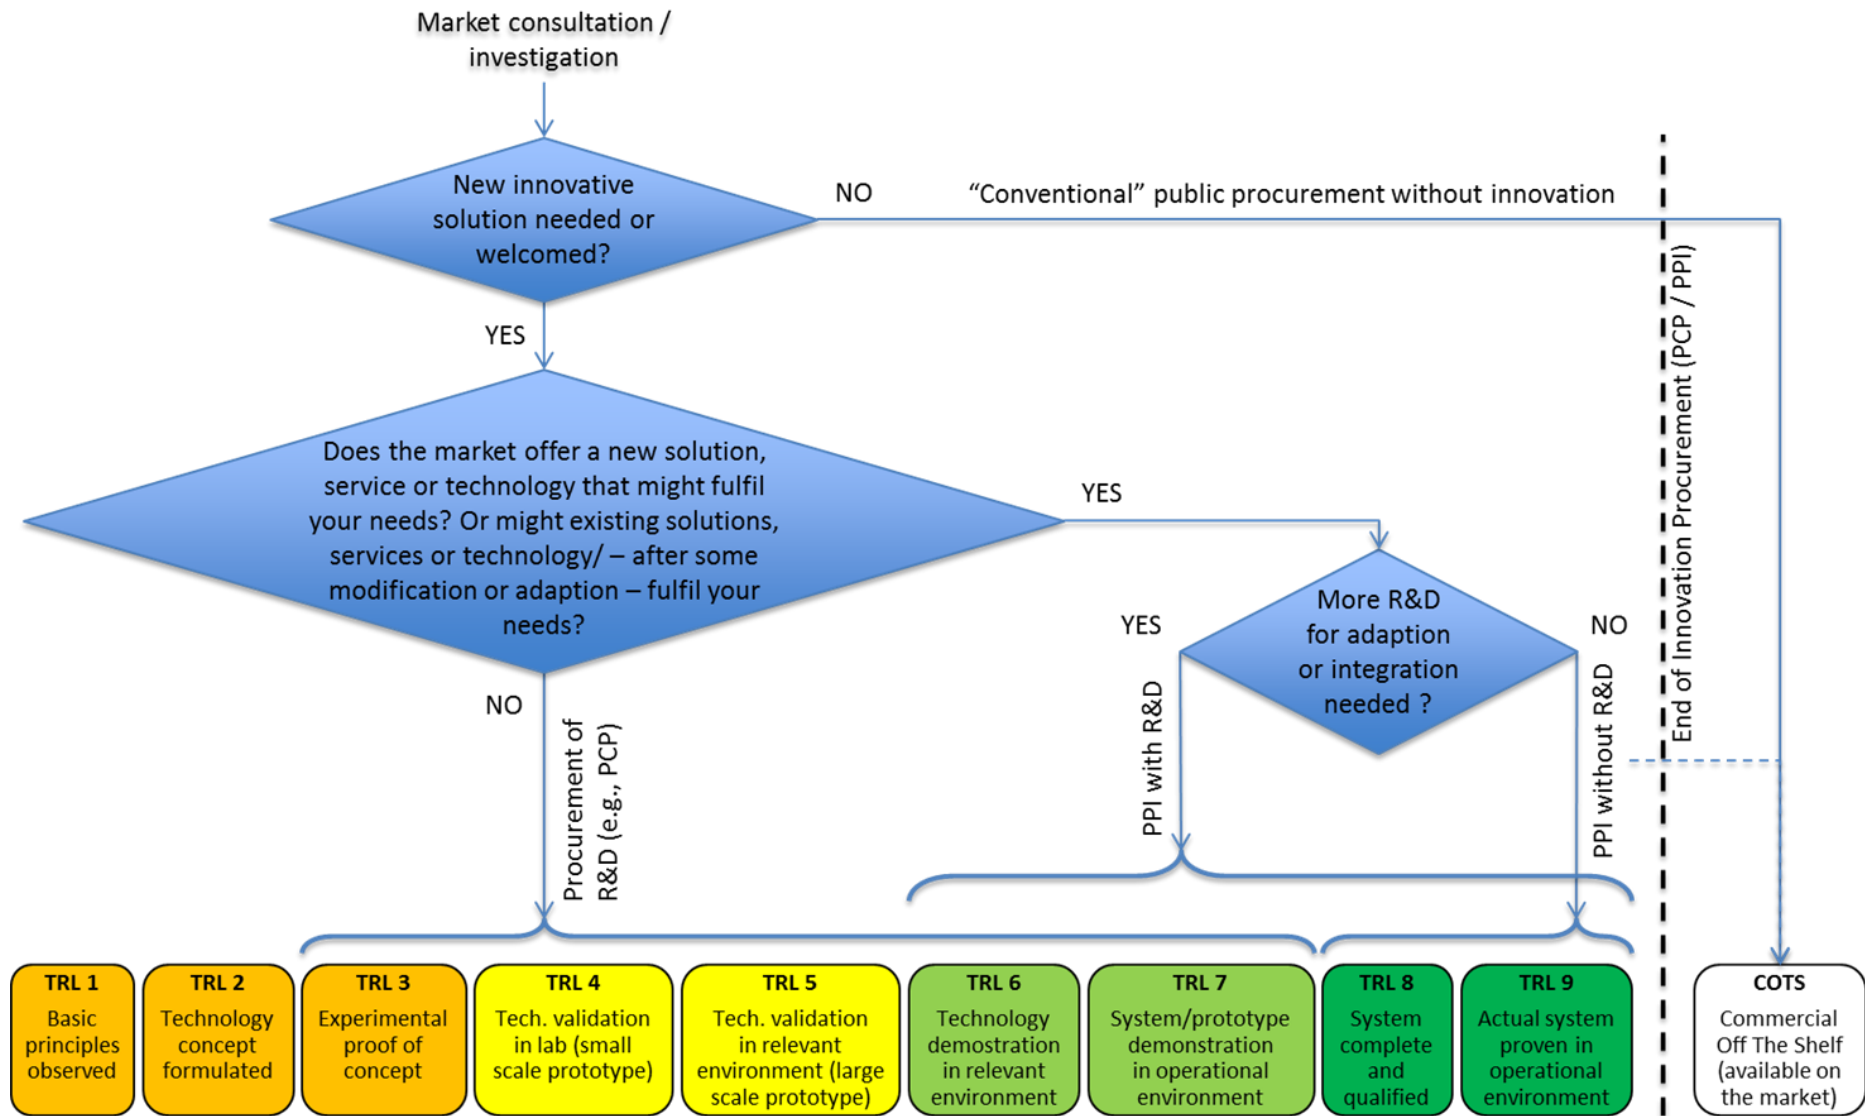 Market consultation /
investigation
New innovative
solution needed or
welcomed?
NO
“Conventional” public procurement without innovation
YES
Does the market offer a new solution,
service or technology that might fulfil
your needs? Or might existing solutions,
services or technology/ – after some
modification or adaption – fulfil your
needs?
YES
NO
More R&D
for adaption
or integration
needed ?
YES
NO
Procurement of
R&D (e.g., PCP)
PPI with R&D
PPI without R&D
End of Innovation Procurement (PCP / PPI)
TRL 1
Basic
principles
observed
TRL 2
Technology
concept
formulated
TRL 3
Experimental
proof of
concept
TRL 4
Tech. validation
in lab (small
scale prototype)
TRL 5
Tech. validation
in relevant
environment (large
scale prototype)
TRL 6
Technology
demostration
in relevant
environment
TRL 7
System/prototype
demonstration
in operational
environment
TRL 8
System
complete
and
qualified
TRL 9
Actual system
proven in
operational
environment
COTS
Commercial
Off The Shelf
(available on
the market)